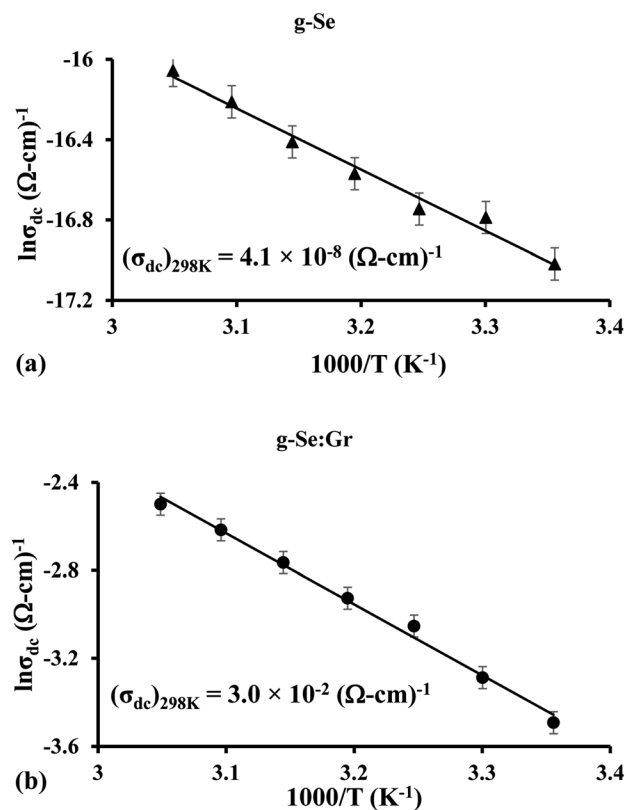 g-Se
-16
-16.4
-16.8
-17.2
lnσdc (Ω-cm)⁻¹
(σdc)298K = 4.1 × 10⁻⁸ (Ω-cm)⁻¹
3 3.1 3.2 3.3 3.4
(a) 1000/T (K⁻¹)
g-Se:Gr
-2.4
-2.8
-3.2
-3.6
lnσdc (Ω-cm)⁻¹
(σdc)298K = 3.0 × 10⁻² (Ω-cm)⁻¹
3 3.1 3.2 3.3 3.4
(b) 1000/T (K⁻¹)